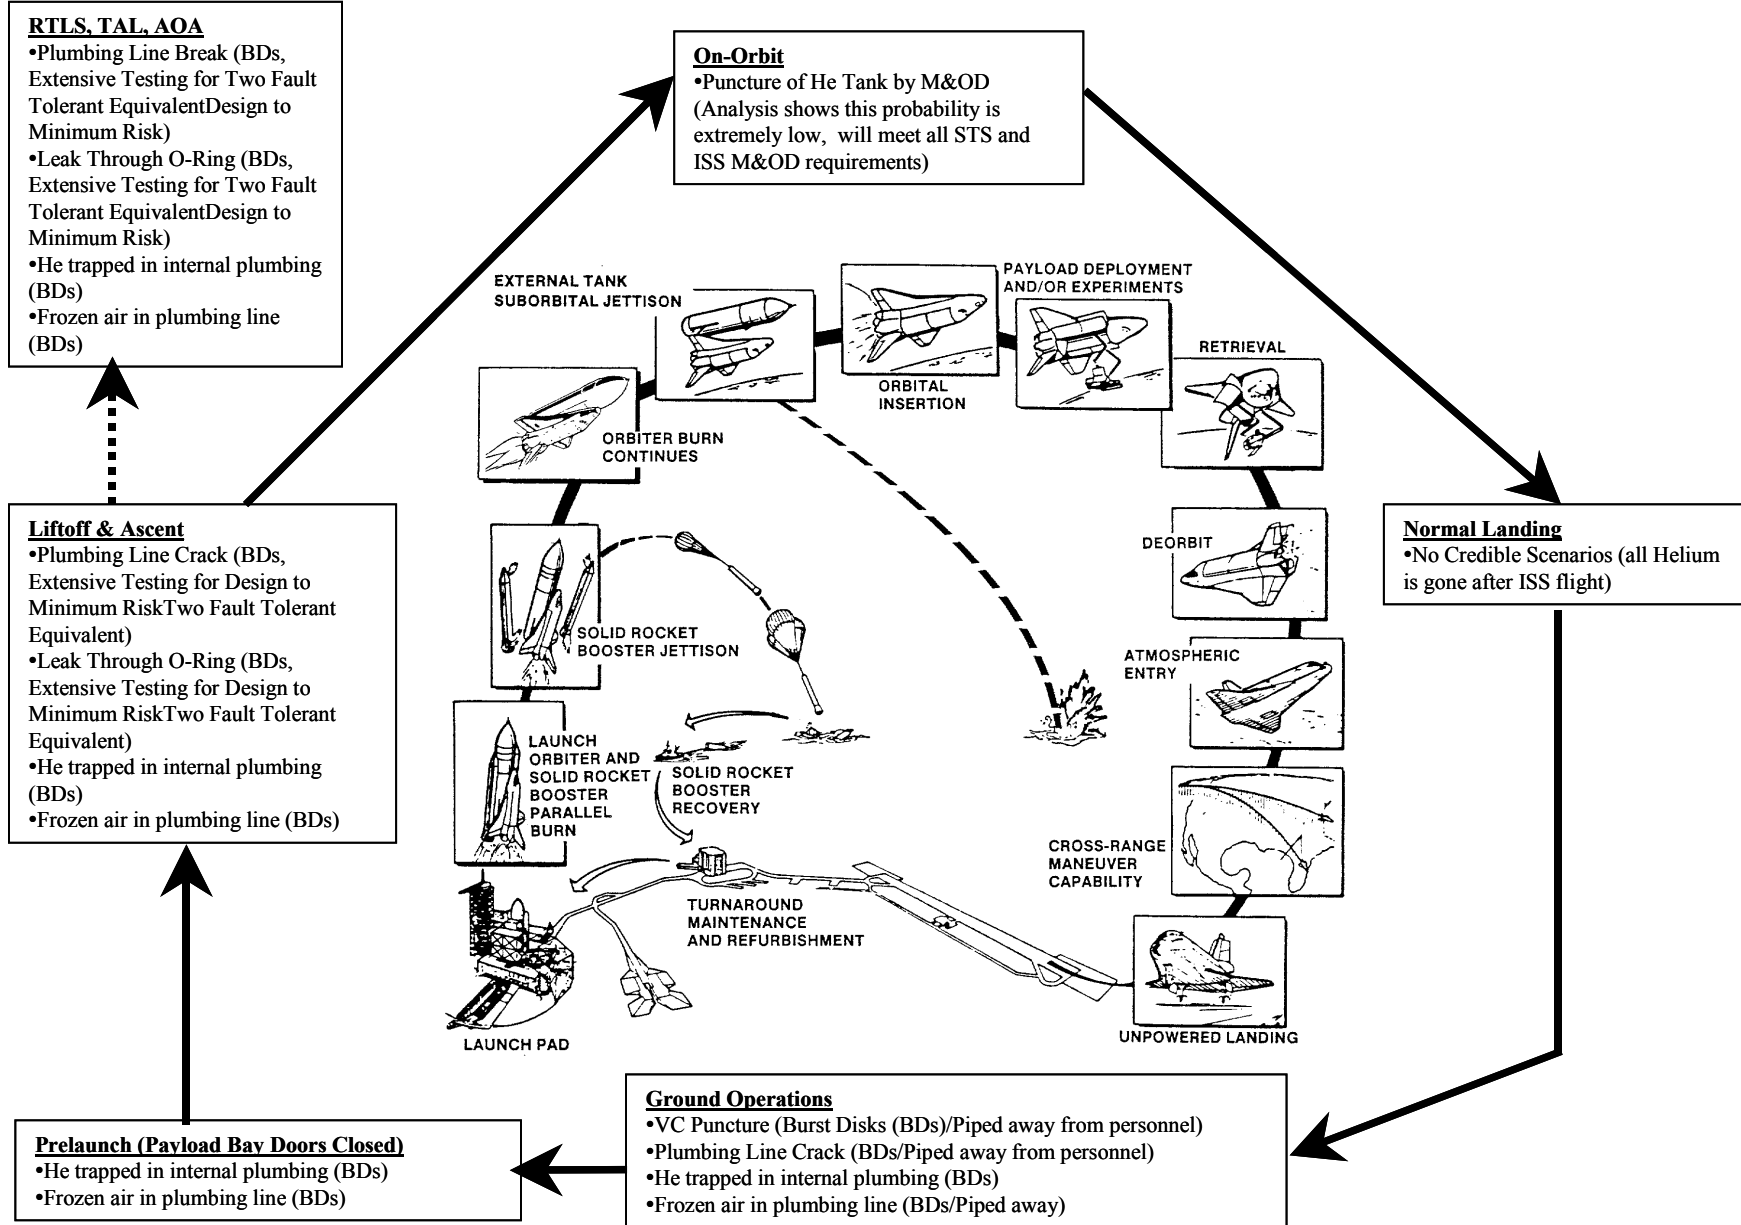 RTLS, TAL, AOA
•Plumbing Line Break (BDs,
Extensive Testing for Two Fault
Tolerant EquivalentDesign to
Minimum Risk)
•Leak Through O-Ring (BDs,
Extensive Testing for Two Fault
Tolerant EquivalentDesign to
Minimum Risk)
•He trapped in internal plumbing
(BDs)
•Frozen air in plumbing line
(BDs)
On-Orbit
•Puncture of He Tank by M&OD
(Analysis shows this probability is
extremely low,  will meet all STS and
ISS M&OD requirements)
Liftoff & Ascent
•Plumbing Line Crack (BDs,
Extensive Testing for Design to
Minimum RiskTwo Fault Tolerant
Equivalent)
•Leak Through O-Ring (BDs,
Extensive Testing for Design to
Minimum RiskTwo Fault Tolerant
Equivalent)
•He trapped in internal plumbing
(BDs)
•Frozen air in plumbing line (BDs)
Normal Landing
•No Credible Scenarios (all Helium
is gone after ISS flight)
EXTERNAL TANK
SUBORBITAL JETTISON
PAYLOAD DEPLOYMENT
AND/OR EXPERIMENTS
RETRIEVAL
ORBITAL
INSERTION
ORBITER BURN
CONTINUES
DEORBIT
SOLID ROCKET
BOOSTER JETTISON
ATMOSPHERIC
ENTRY
LAUNCH
ORBITER AND
SOLID ROCKET
BOOSTER
PARALLEL
BURN
SOLID ROCKET
BOOSTER
RECOVERY
CROSS-RANGE
MANEUVER
CAPABILITY
TURNAROUND
MAINTENANCE
AND REFURBISHMENT
LAUNCH PAD
UNPOWERED LANDING
Prelaunch (Payload Bay Doors Closed)
•He trapped in internal plumbing (BDs)
•Frozen air in plumbing line (BDs)
Ground Operations
•VC Puncture (Burst Disks (BDs)/Piped away from personnel)
•Plumbing Line Crack (BDs/Piped away from personnel)
•He trapped in internal plumbing (BDs)
•Frozen air in plumbing line (BDs/Piped away)